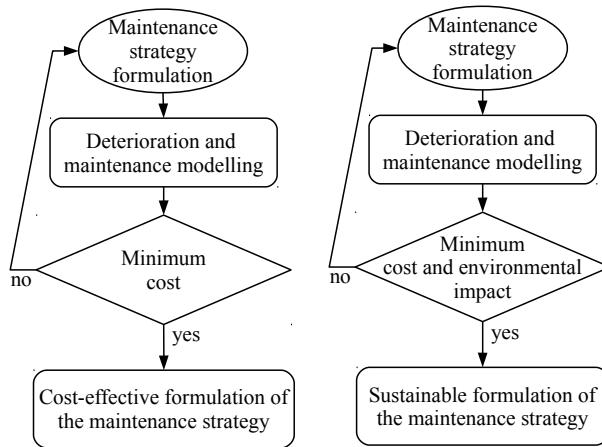 Maintenance
strategy
formulation
Deterioration and
maintenance modelling
Minimum
cost
no
yes
Cost-effective formulation of
the maintenance strategy
Maintenance
strategy
formulation
Deterioration and
maintenance modelling
Minimum
cost and environmental
impact
no
yes
Sustainable formulation of
the maintenance strategy